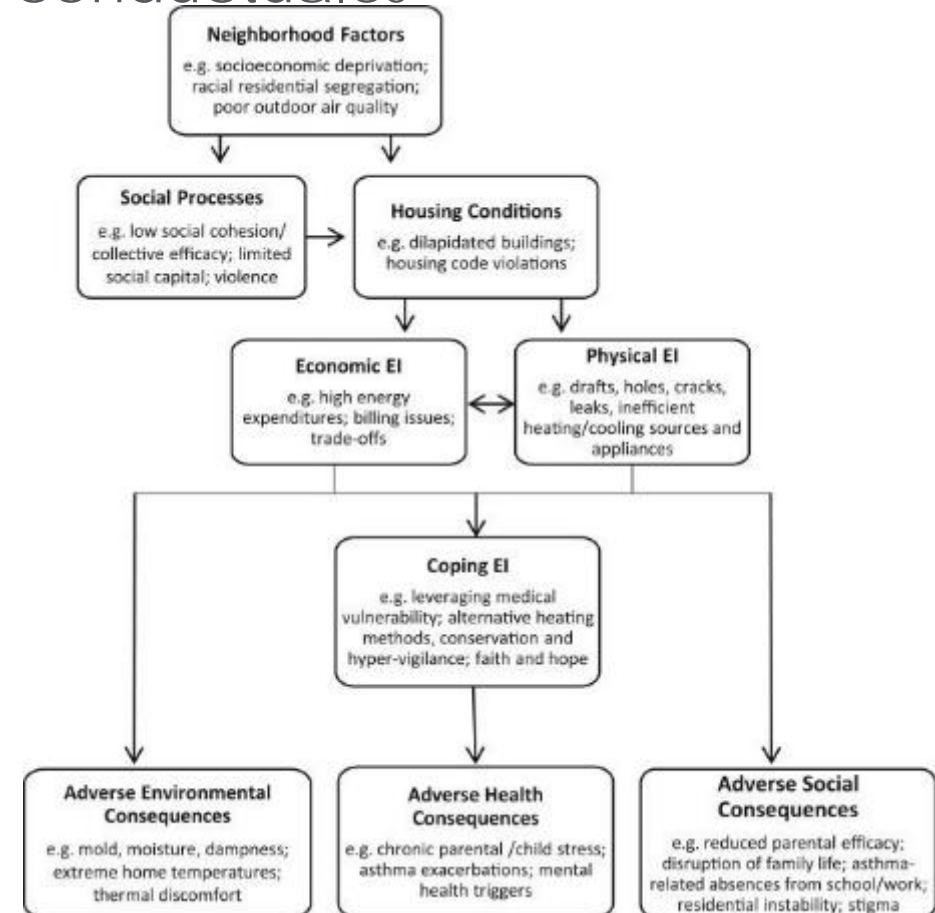 Neighborhood Factors
e.g. socioeconomic deprivation;
racial residential segregation;
poor outdoor air quality
Social Processes
e.g. low social cohesion/
collective efficacy; limited
social capital; violence
Housing Conditions
e.g. dilapidated buildings;
housing code violations
Economic EI
e.g. high energy
expenditures; billing issues;
trade-offs
Physical EI
e.g. drafts, holes, cracks,
leaks, inefficient
heating/cooling sources and
appliances
Coping EI
e.g. leveraging medical
vulnerability; alternative heating
methods, conservation and
hyper-vigilance; faith and hope
Adverse Environmental
Consequences
e.g. mold, moisture, dampness;
extreme home temperatures;
thermal discomfort
Adverse Health
Consequences
e.g. chronic parental /child stress;
asthma exacerbations; mental
health triggers
Adverse Social
Consequences
e.g. reduced parental efficacy;
disruption of family life; asthma-
related absences from school/work;
residential instability; stigma